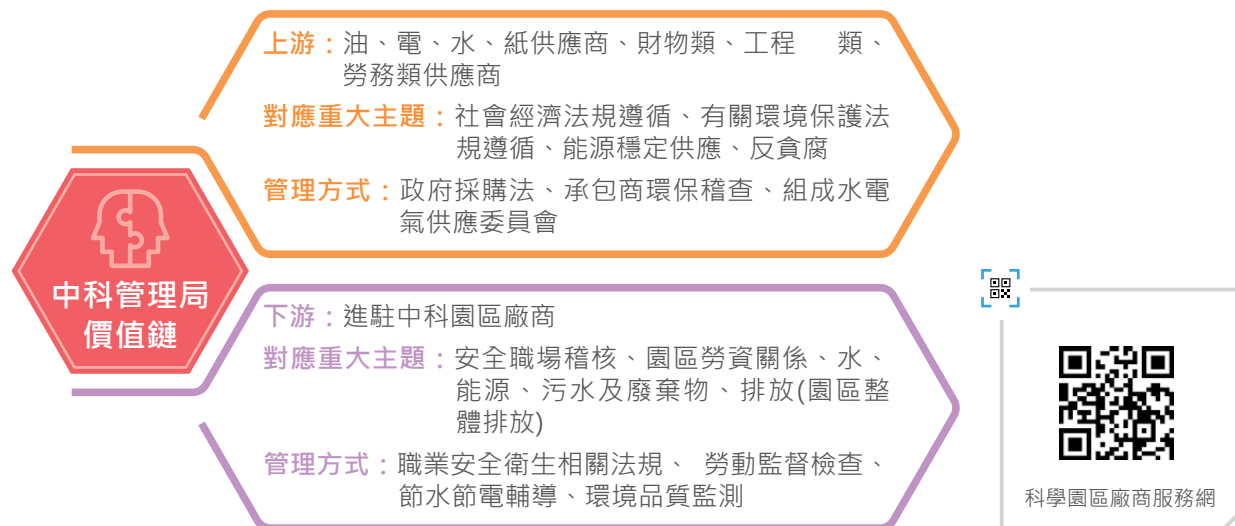 上游：油、電、水、紙供應商、財物類、工程 類、
勞務類供應商
對應重大主題：社會經濟法規遵循、有關環境保護法
規遵循、能源穩定供應、反貪腐
管理方式：政府採購法、承包商環保稽查、組成水電
氣供應委員會
中科管理局
價值鏈
下游：進駐中科園區廠商
對應重大主題：安全職場稽核、園區勞資關係、水、
能源、污水及廢棄物、排放(園區整
體排放)
管理方式：職業安全衛生相關法規、 勞動監督檢查、
節水節電輔導、環境品質監測
科學園區廠商服務網